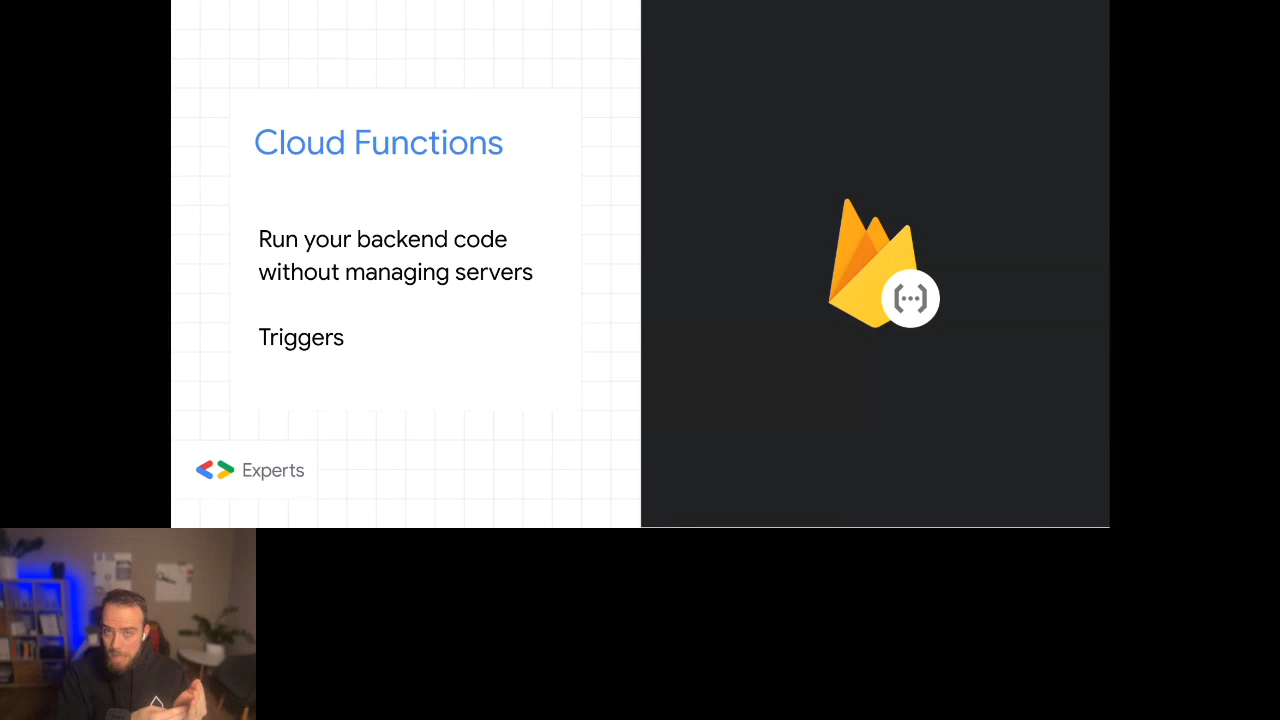 Cloud Functions
Run your backend code
without managing servers
Triggers
Experts